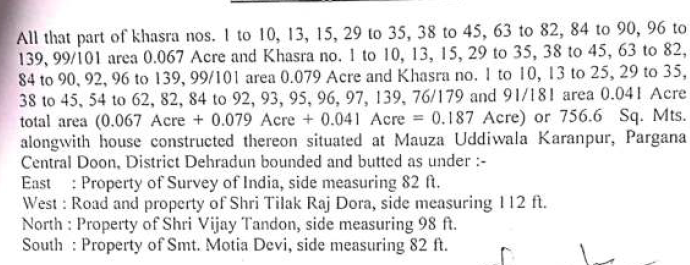 All that part of khasra nos. 1 to 10, 13, 15, 29 to 35, 38 to 45, 63 to 82, 84 to 90, 96 to
139, 99/101 area 0.067 Acre and Khasra no. 1 to 10, 13, 15, 29 to 35, 38 to 45, 63 to 82,
84 to 90, 92, 96 to 139, 99/101 area 0.079 Acre and Khasra no. 1 to 10, 13 to 25, 29 to 35,
38 to 45, 54 to 62, 82, 84 to 92, 93, 95, 96, 97, 139, 76/179 and 91/181 area 0.041 Acre
total area (0.067 Acre + 0.079 Acre + 0.041 Acre = 0.187 Acre) or 756.6 Sq. Mts.
alongwith house constructed thereon situated at Mauza Uddiwala Karanpur, Pargana
Central Doon, District Dehradun bounded and butted as under :-
East : Property of Survey of India, side measuring 82 ft.
West : Road and property of Shri Tilak Raj Dora, side measuring 112 ft.
North : Property of Shri Vijay Tandon, side measuring 98 ft.
South : Property of Smt. Motia Devi, side measuring 82 ft.